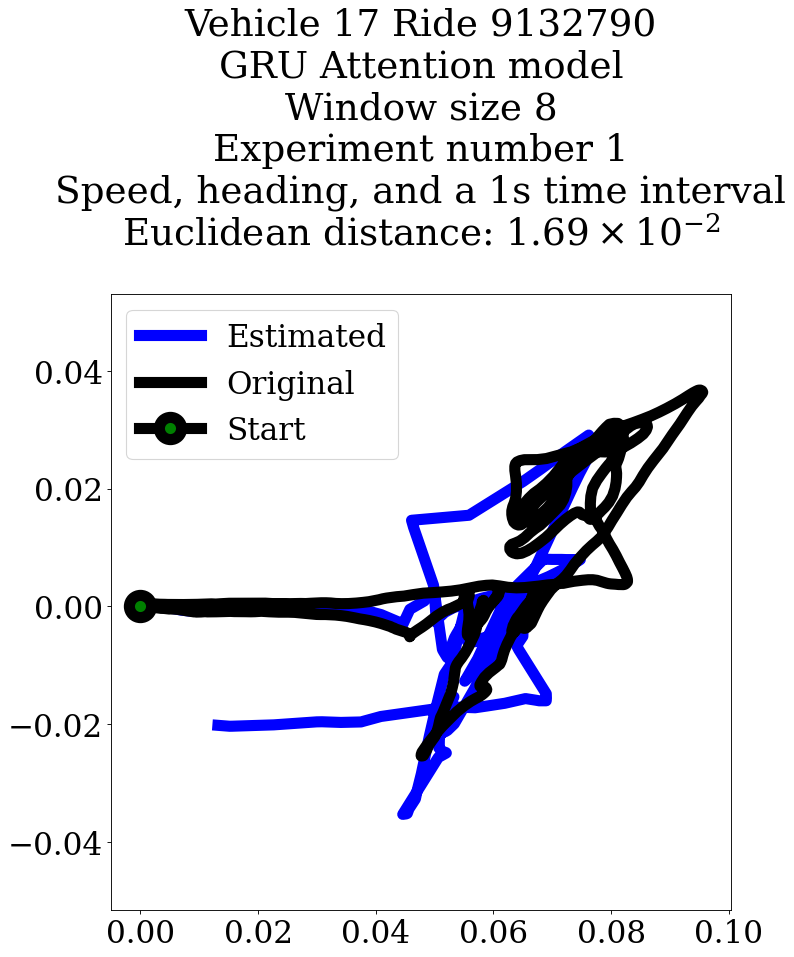 Vehicle 17 Ride 9132790
GRU Attention model
Window size 8
Experiment number 1
Speed, heading, and a 1s time interval
Euclidean distance: 1.69 × 10⁻²
Estimated
Original
Start
0.04
0.02
0.00
−0.02
−0.04
0.00 0.02 0.04 0.06 0.08 0.10